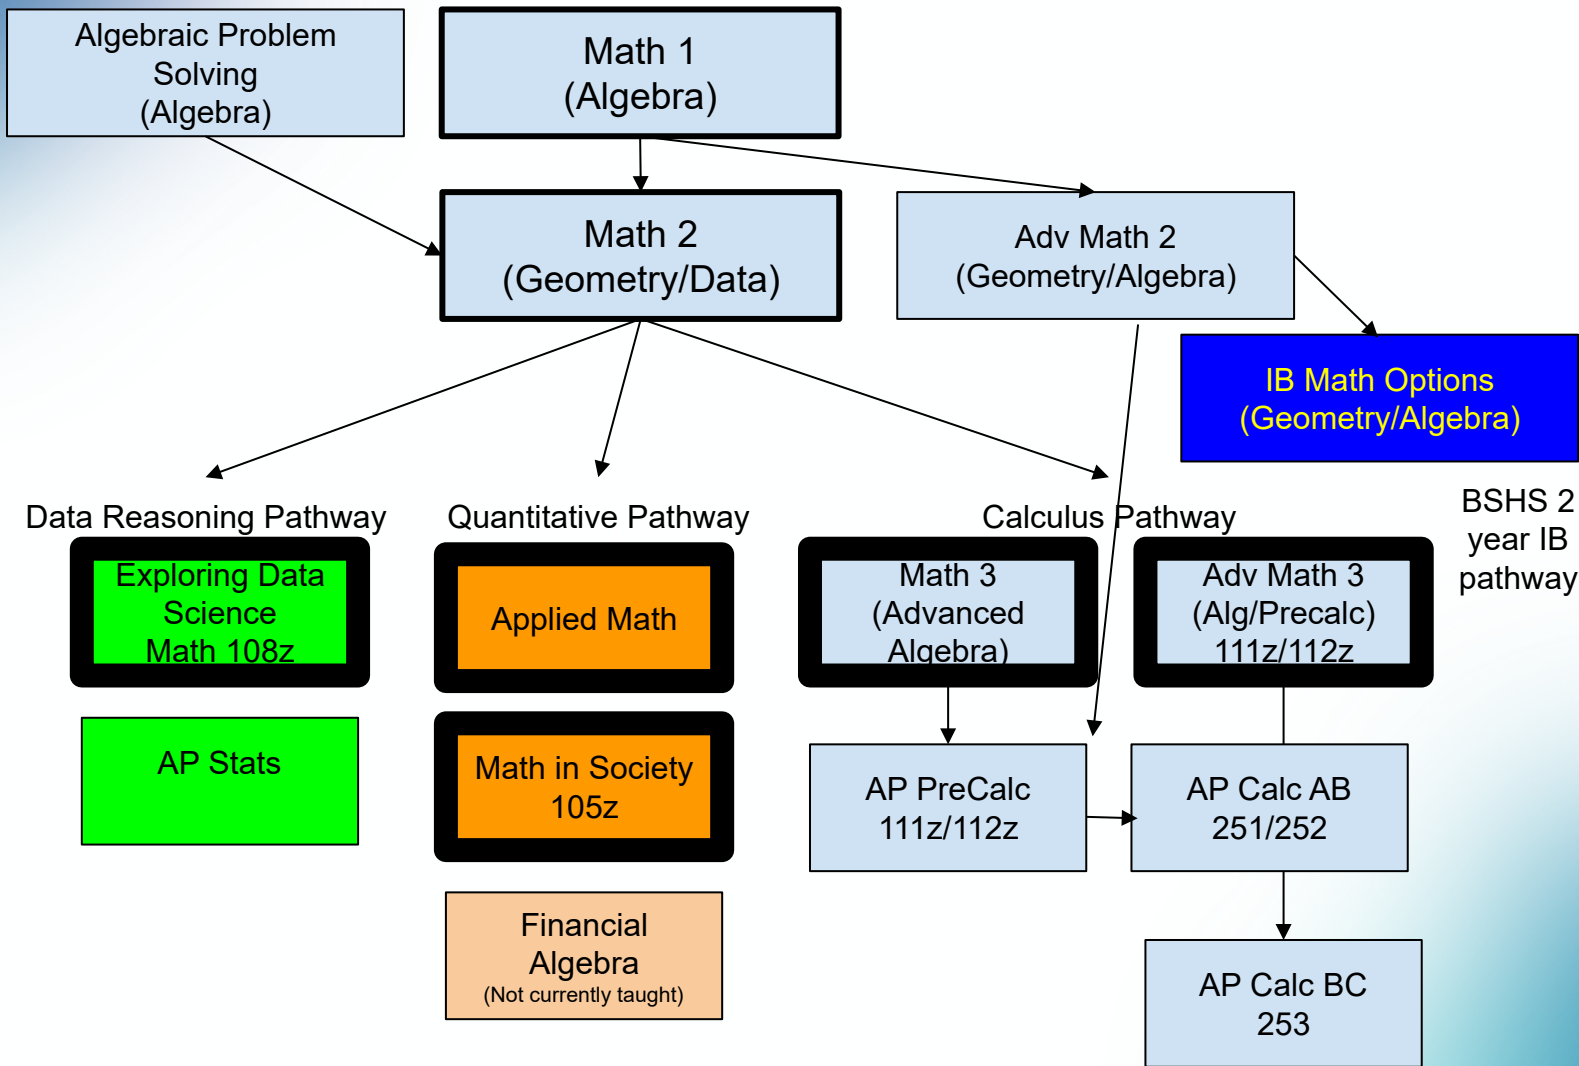 Algebraic Problem
Solving
(Algebra)
Math 1
(Algebra)
Math 2
(Geometry/Data)
Adv Math 2
(Geometry/Algebra)
IB Math Options
(Geometry/Algebra)
Data Reasoning Pathway
Quantitative Pathway
Calculus Pathway
BSHS 2
year IB
pathway
Exploring Data
Science
Math 108z
Applied Math
Math 3
(Advanced
Algebra)
Adv Math 3
(Alg/Precalc)
111z/112z
AP Stats
Math in Society
105z
AP PreCalc
111z/112z
AP Calc AB
251/252
Financial
Algebra
(Not currently taught)
AP Calc BC
253